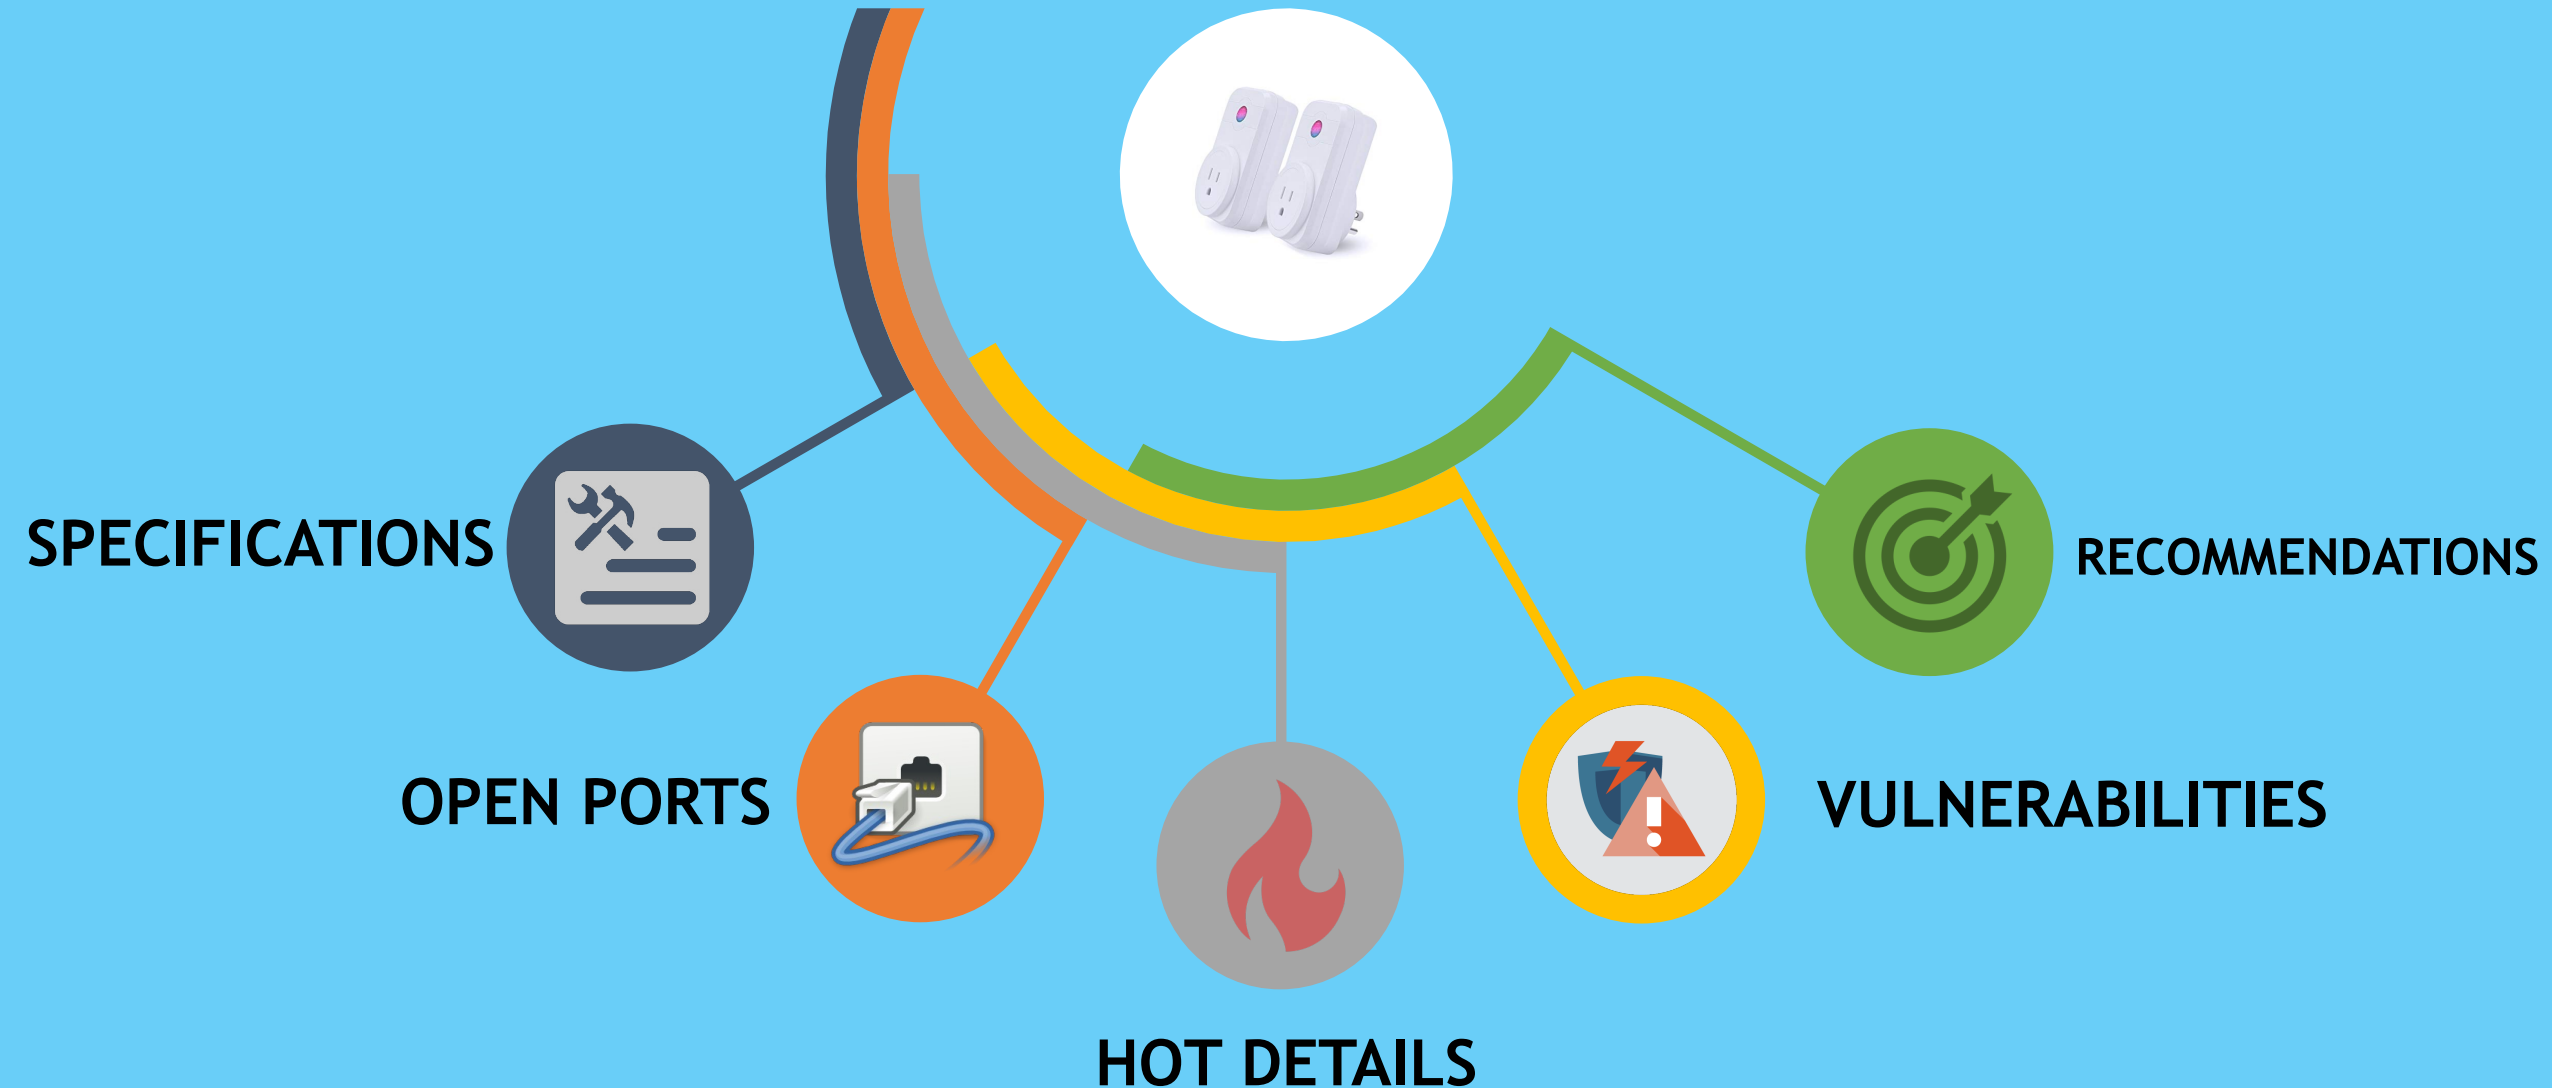 SPECIFICATIONS
RECOMMENDATIONS
OPEN PORTS
VULNERABILITIES
HOT DETAILS